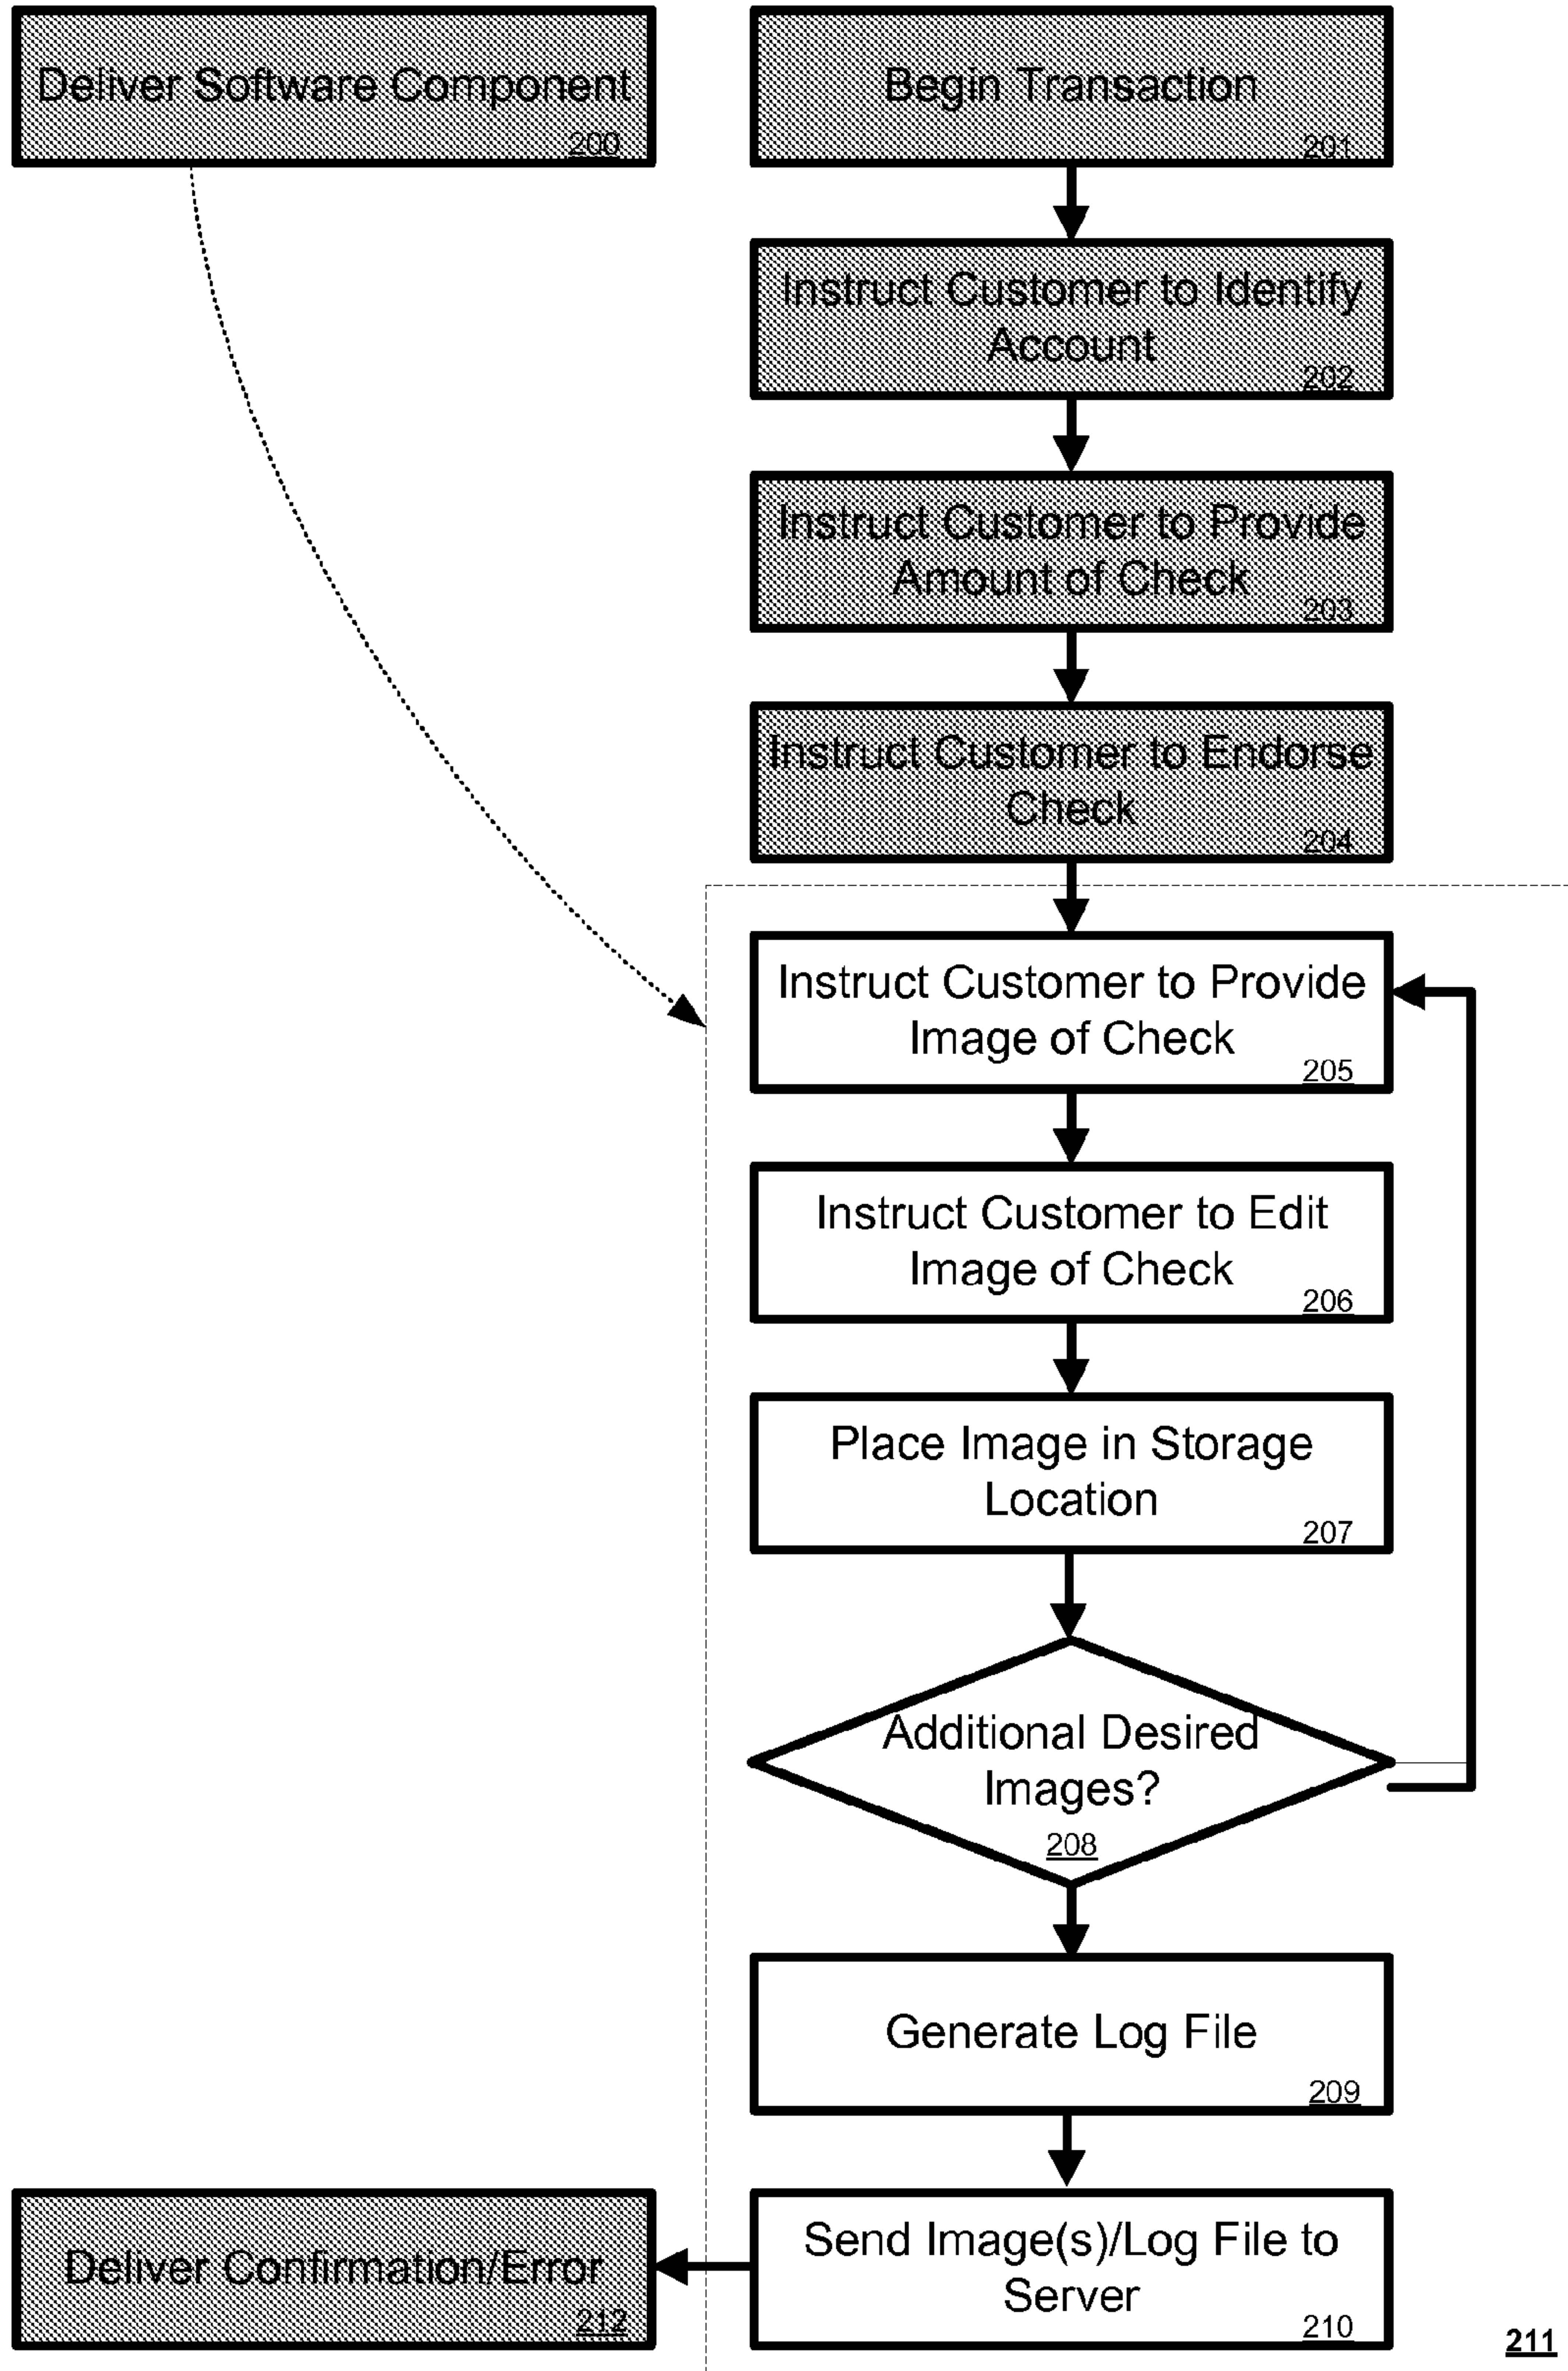 Deliver Software Component
200
Begin Transaction
201
Instruct Customer to Identify
Account
202
Instruct Customer to Provide
Amount of Check
203
Instruct Customer to Endorse
Check
204
Instruct Customer to Provide
Image of Check
205
Instruct Customer to Edit
Image of Check
206
Place Image in Storage
Location
207
Additional Desired
Images?
208
Generate Log File
209
Send Image(s)/Log File to
Server
210
Deliver Confirmation/Error
212
211